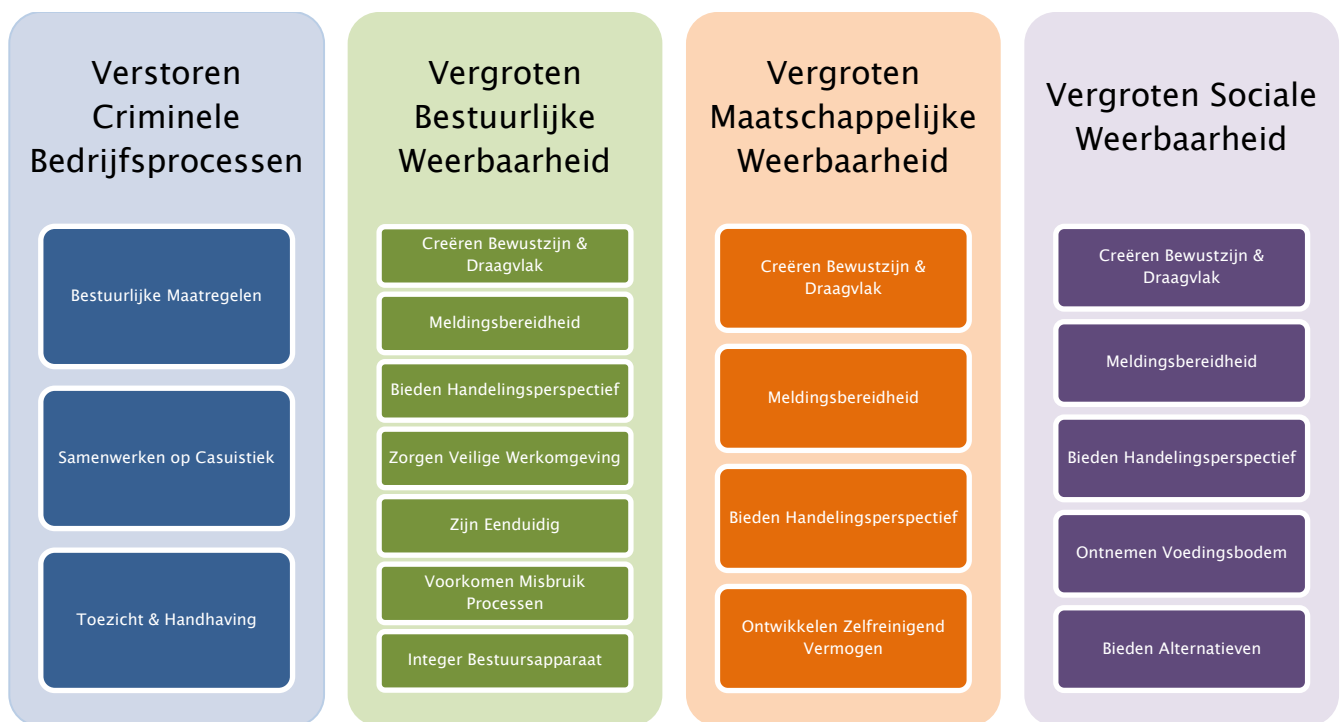 Verstoren
Criminele
Bedrijfsprocessen
Bestuurlijke Maatregelen
Samenwerken op Casuistiek
Toezicht & Handhaving
Vergroten
Bestuurlijke
Weerbaarheid
Creëren Bewustzijn &
Draagvlak
Meldingsbereidheid
Bieden Handelingsperspectief
Zorgen Veilige Werkomgeving
Zijn Eenduidig
Voorkomen Misbruik
Processen
Integer Bestuursapparaat
Vergroten
Maatschappelijke
Weerbaarheid
Creëren Bewustzijn &
Draagvlak
Meldingsbereidheid
Bieden Handelingsperspectief
Ontwikkelen Zelfreinigend
Vermogen
Vergroten Sociale
Weerbaarheid
Creëren Bewustzijn &
Draagvlak
Meldingsbereidheid
Bieden Handelingsperspectief
Ontnemen Voedingsbodem
Bieden Alternatieven